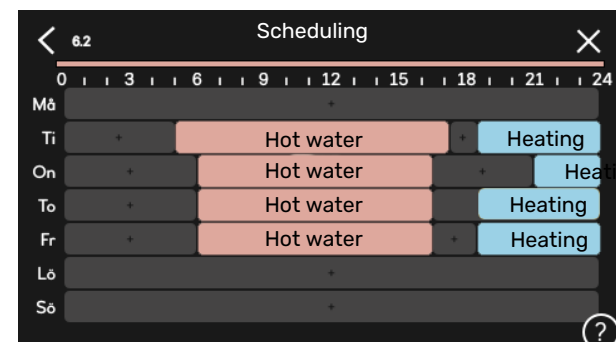 6.2 Scheduling
0 3 6 9 12 15 18 21 24
Må
Ti Hot water Heating
On Hot water Heati
To Hot water Heating
Fr Hot water Heating
Lö
Sö
?